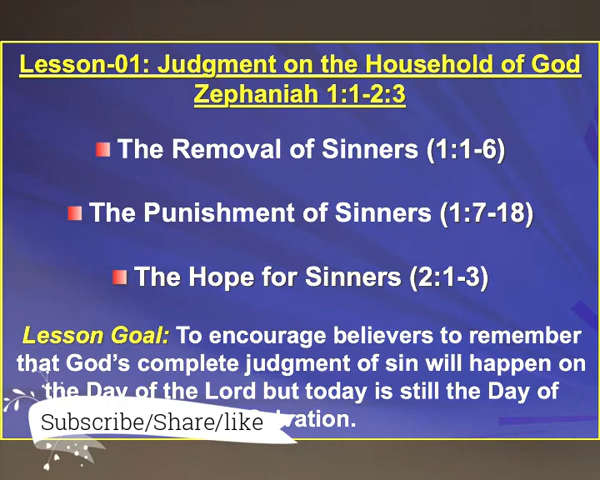 Lesson-01: Judgment on the Household of God
Zephaniah 1:1-2:3
The Removal of Sinners (1:1-6)
The Punishment of Sinners (1:7-18)
The Hope for Sinners (2:1-3)
Lesson Goal: To encourage believers to remember
that God's complete judgment of sin will happen on
the Day of the Lord but today is still the Day of
Subscribe/Share/like